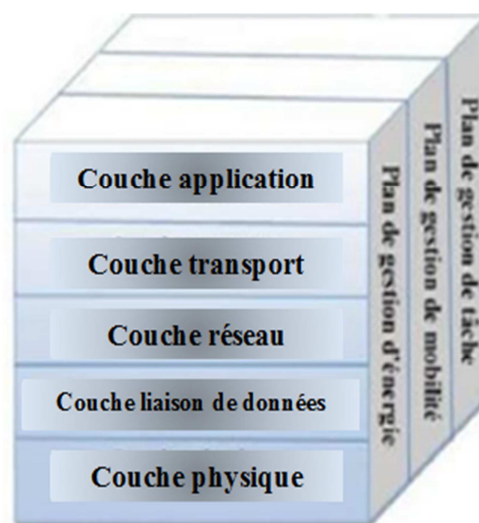 Couche application
Couche transport
Couche réseau
Couche liaison de données
Couche physique
Plan de gestion d'énergie
Plan de gestion de mobilité
Plan de gestion de tâche